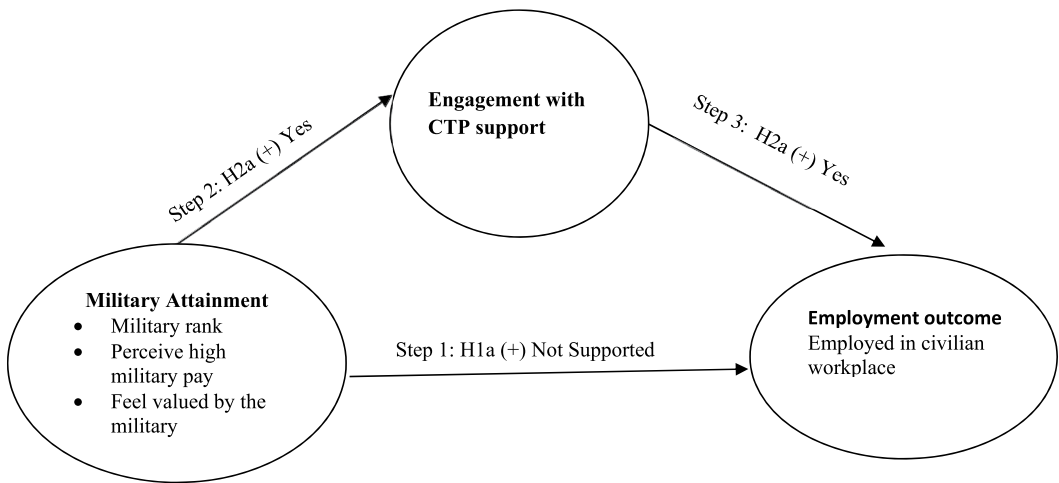 Engagement with
CTP support
Step 2: H2a (+) Yes
Step 3:  H2a (+) Yes
Military Attainment
• Military rank
• Perceive high
military pay
• Feel valued by the
military
Step 1: H1a (+) Not Supported
Employment outcome
Employed in civilian
workplace